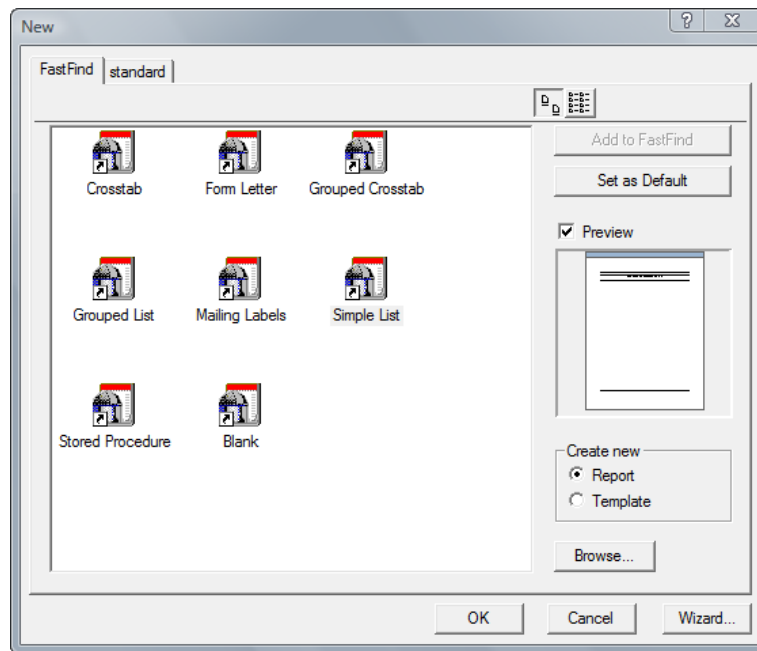 New
FastFind standard
Add to FastFind
Crosstab Form Letter Grouped Crosstab
Set as Default
Preview
Grouped List Mailing Labels Simple List
Stored Procedure Blank
Create new
Report
Template
Browse...
OK Cancel Wizard...